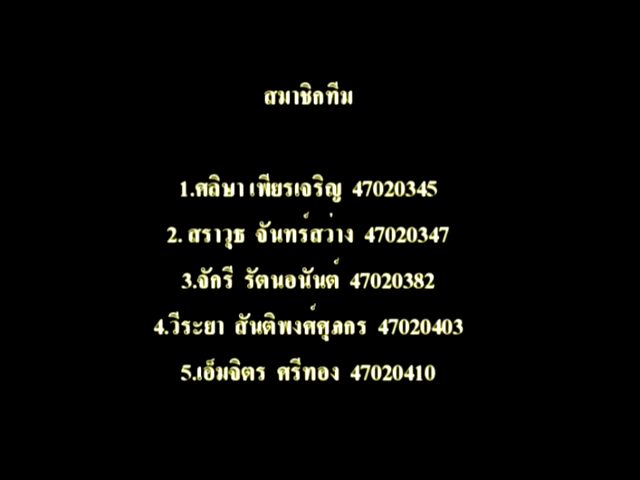 สมาชิกทีม
1.ศลิษา เพียรเจริญ 47020345
2. สราวุธ จันทร์สว่าง 47020347
3.จักรี รัตนอนันต์ 47020382
4.วีระยา สันติพงศ์ศุภกร 47020403
5.เอ็มจิตร ศรีทอง 47020410